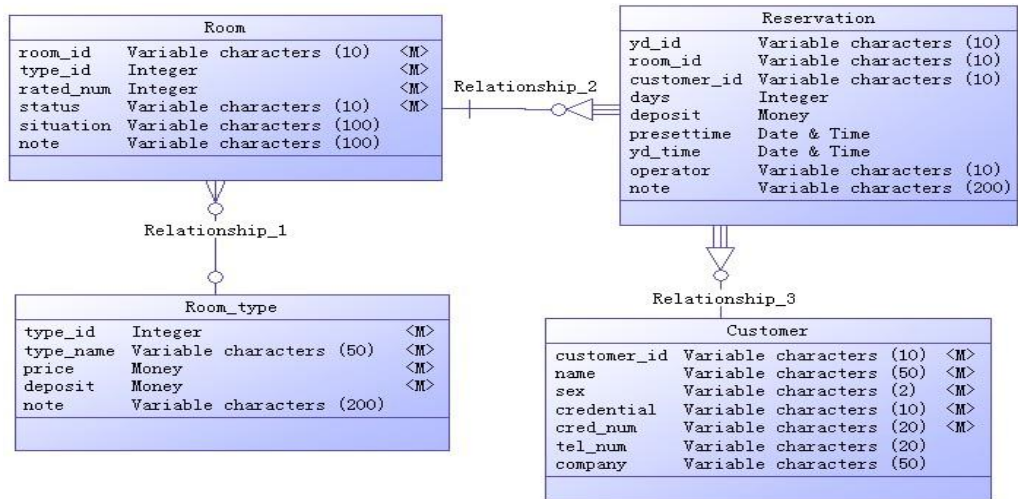 Room
room_id Variable characters (10) <M>
type_id Integer <M>
rated_num Integer <M>
status Variable characters (10) <M>
situation Variable characters (100)
note Variable characters (100)
Relationship_2
Reservation
yd_id Variable characters (10)
room_id Variable characters (10)
customer_id Variable characters (10)
days Integer
deposit Money
presettime Date & Time
yd_time Date & Time
operator Variable characters (10)
note Variable characters (200)
Relationship_1
Room_type
type_id Integer <M>
type_name Variable characters (50) <M>
price Money <M>
deposit Money <M>
note Variable characters (200)
Relationship_3
Customer
customer_id Variable characters (10) <M>
name Variable characters (50) <M>
sex Variable characters (2) <M>
credential Variable characters (10) <M>
cred_num Variable characters (20) <M>
tel_num Variable characters (20)
company Variable characters (50)